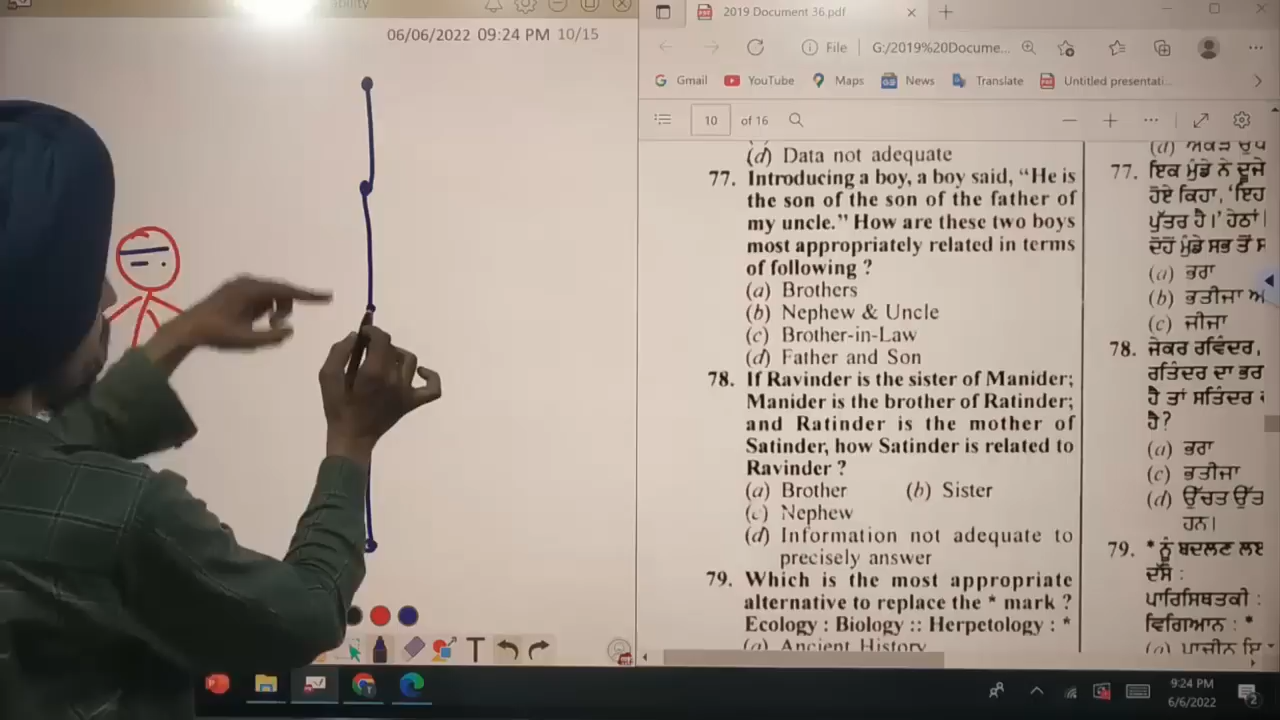 ability
06/06/2022 09:24 PM 10/15
2019 Document 36.pdf
File G:/2019%20Docume...
Gmail YouTube Maps News Translate Untitled presentati...
10 of 16
(d) Data not adequate
77. Introducing a boy, a boy said, “He is
the son of the son of the father of
my uncle.” How are these two boys
most appropriately related in terms
of following ?
(a) Brothers
(b) Nephew & Uncle
(c) Brother-in-Law
(d) Father and Son
78. If Ravinder is the sister of Manider;
Manider is the brother of Ratinder;
and Ratinder is the mother of
Satinder, how Satinder is related to
Ravinder ?
(a) Brother (b) Sister
(c) Nephew
(d) Information not adequate to
precisely answer
79. Which is the most appropriate
alternative to replace the * mark ?
Ecology : Biology :: Herpetology : *
(a) Ancient History
77. ਇਕ ਮੁੰਡੇ ਨੇ ਦੂਜੇ
ਹੋਏ ਕਿਹਾ, ‘ਇਹ
ਪੁੱਤਰ ਹੈ।’ ਹੇਠਾਂ
ਦੋਹੋਂ ਮੁੰਡੇ ਸਭ ਤੋਂ ਸ
(a) ਭਰਾ
(b) ਭਤੀਜਾ ਅ
(c) ਜੀਜਾ
78. ਜੇਕਰ ਰਵਿੰਦਰ,
ਰਤਿੰਦਰ ਦਾ ਭਰ
ਹੈ ਤਾਂ ਸਤਿੰਦਰ
ਹੈ?
(a) ਭਰਾ
(c) ਭਤੀਜਾ
(d) ਉੱਚਤ ਉੱਤ
ਹਨ।
79. * ਨੂੰ ਬਦਲਣ ਲਈ
ਦੱਸੋ :
ਪਾਰਿਸਿਥਤਕੀ :
ਵਿਗਿਆਨ : *
(a) ਪਾਚੀਨ ਇ
T
9:24 PM
6/6/2022
2